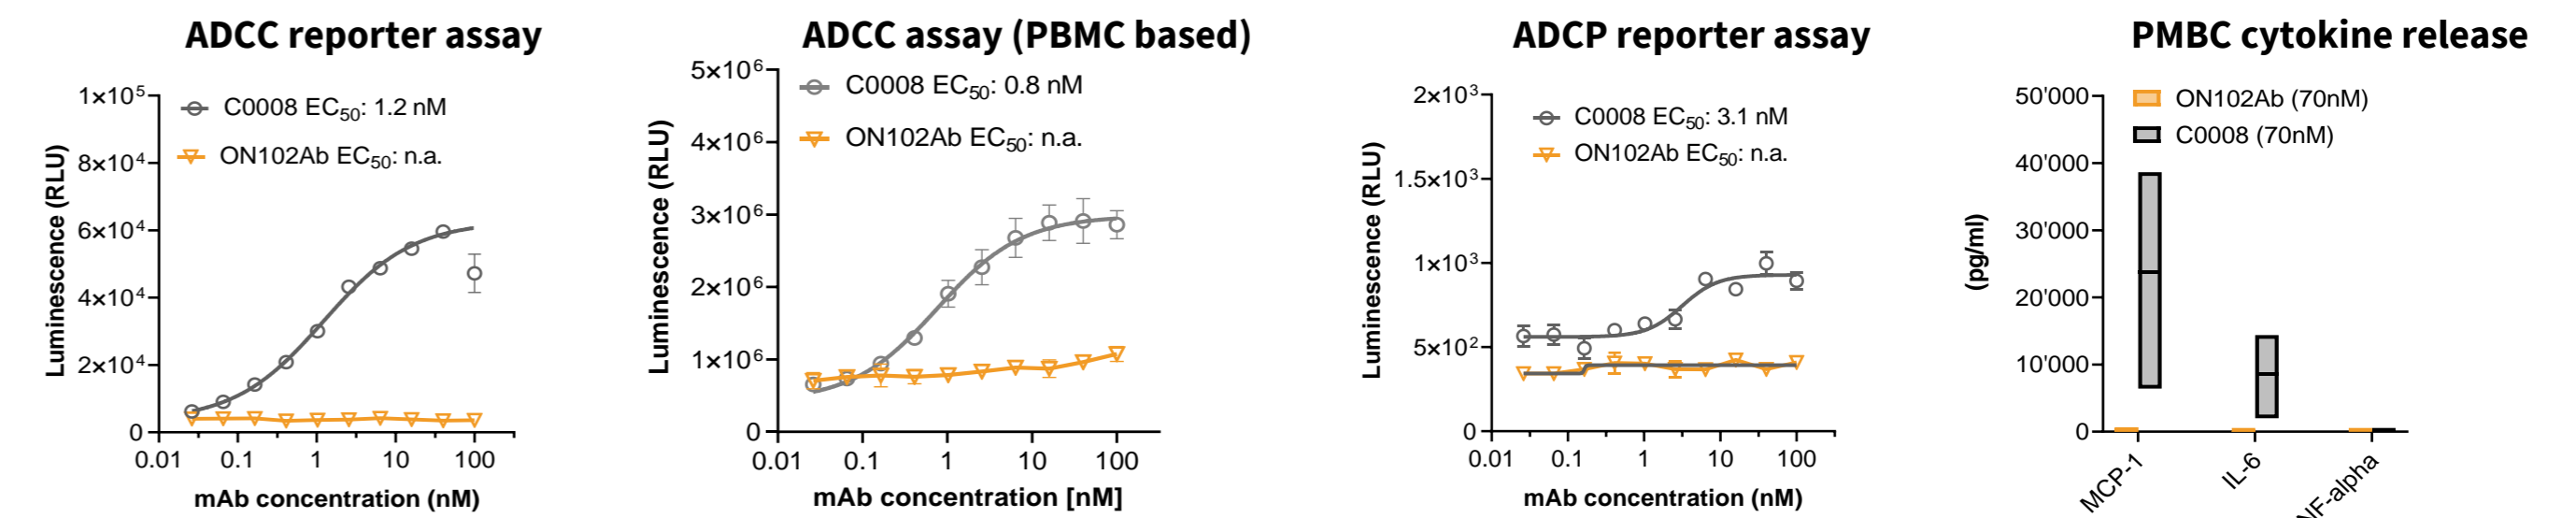 ADCC reporter assay
1×10⁵
8×10⁴
6×10⁴
4×10⁴
2×10⁴
0
Luminescence (RLU)
C0008 EC₅₀: 1.2 nM
ON102Ab EC₅₀: n.a.
0.01 0.1 1 10 100
mAb concentration (nM)
ADCC assay (PBMC based)
5×10⁶
4×10⁶
3×10⁶
2×10⁶
1×10⁶
0
Luminescence (RLU)
C0008 EC₅₀: 0.8 nM
ON102Ab EC₅₀: n.a.
0.01 0.1 1 10 100
mAb concentration [nM]
ADCP reporter assay
2×10³
1.5×10³
1×10³
5×10²
0
Luminescence (RLU)
C0008 EC₅₀: 3.1 nM
ON102Ab EC₅₀: n.a.
0.01 0.1 1 10 100
mAb concentration (nM)
PMBC cytokine release
50'000
40'000
30'000
20'000
10'000
0
(pg/ml)
ON102Ab (70nM)
C0008 (70nM)
MCP-1
IL-6
NF-alpha